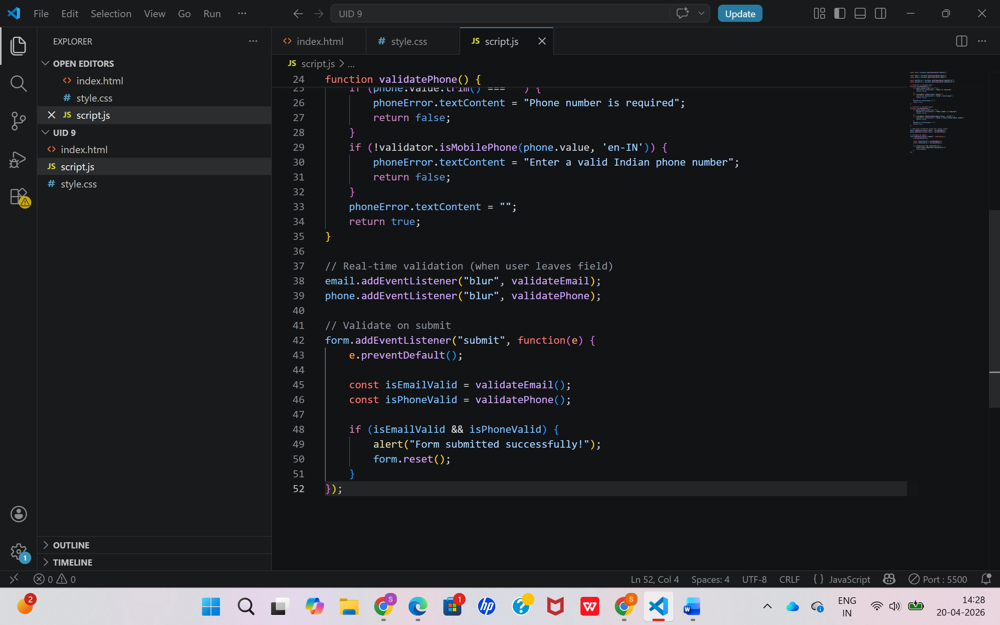 File Edit Selection View Go Run ···
UID 9
Update
EXPLORER
OPEN EDITORS
index.html
style.css
JS script.js
UID 9
index.html
JS script.js
style.css
OUTLINE
TIMELINE
index.html
# style.css
JS script.js
JS script.js > ...
24 function validatePhone() {
25 if (phone.value.trim() === "") {
26 phoneError.textContent = "Phone number is required";
27 return false;
28 }
29 if (!validator.isMobilePhone(phone.value, 'en-IN')) {
30 phoneError.textContent = "Enter a valid Indian phone number";
31 return false;
32 }
33 phoneError.textContent = "";
34 return true;
35 }
36
37 // Real-time validation (when user leaves field)
38 email.addEventListener("blur", validateEmail);
39 phone.addEventListener("blur", validatePhone);
40
41 // Validate on submit
42 form.addEventListener("submit", function(e) {
43 e.preventDefault();
44
45 const isEmailValid = validateEmail();
46 const isPhoneValid = validatePhone();
47
48 if (isEmailValid && isPhoneValid) {
49 alert("Form submitted successfully!");
50 form.reset();
51 }
52 });
1
0 0
Ln 52, Col 4 Spaces: 4 UTF-8 CRLF {} JavaScript Port : 5500
2
S
1
hp
?
W
S
W
ENG
IN
14:28
20-04-2026